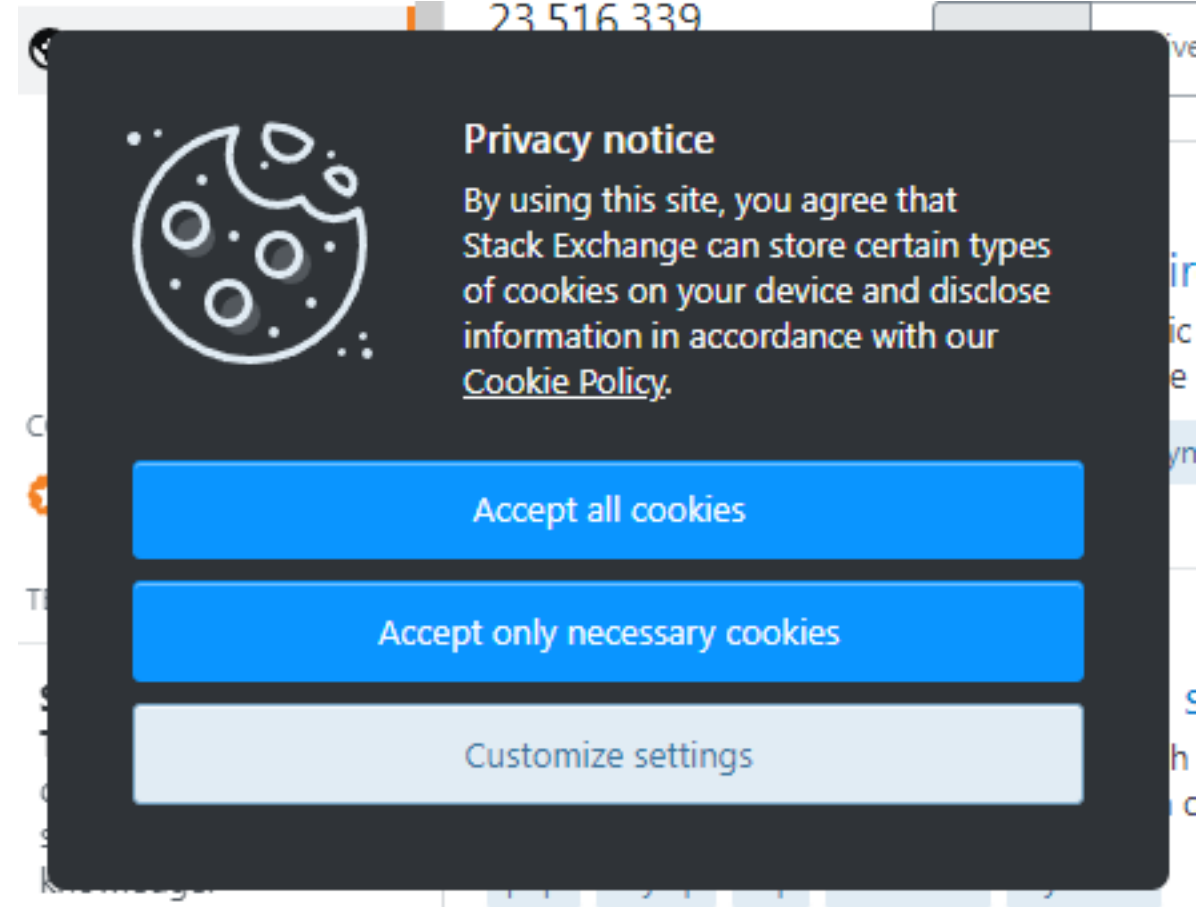 23 516 339
Privacy notice
By using this site, you agree that
Stack Exchange can store certain types
of cookies on your device and disclose
information in accordance with our
Cookie Policy.
Accept all cookies
Accept only necessary cookies
Customize settings